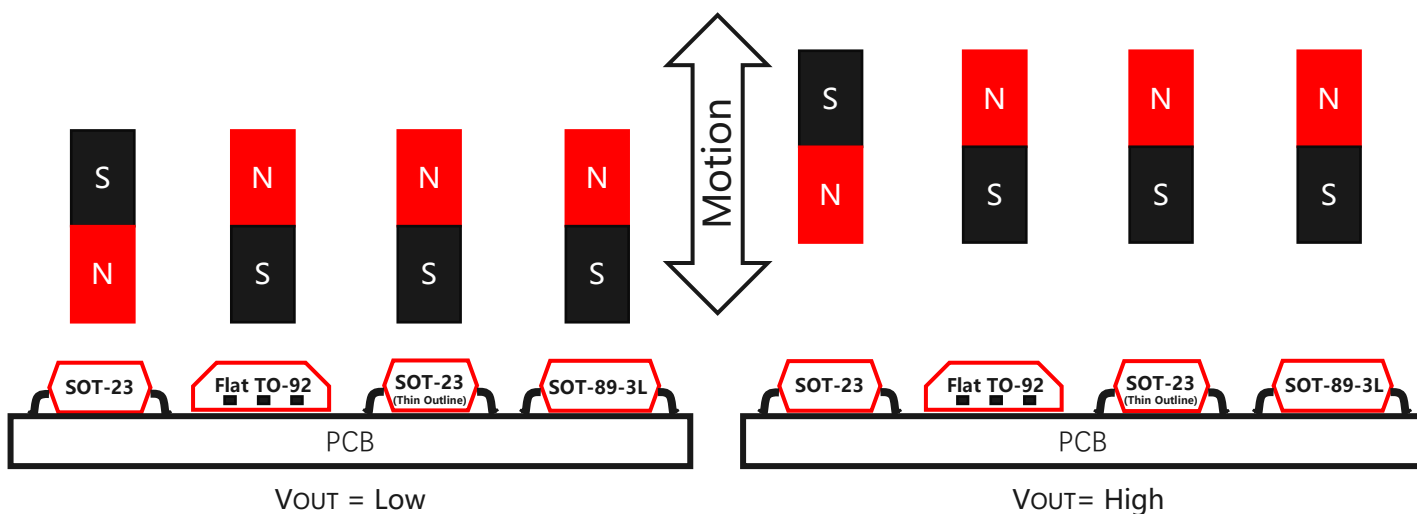 S
N
N
N
Motion
S
N
N
N
N
S
S
S
N
S
S
S
SOT-23
Flat TO-92
SOT-23
(Thin Outline)
SOT-89-3L
SOT-23
Flat TO-92
SOT-23
(Thin Outline)
SOT-89-3L
PCB
PCB
VOUT = Low
VOUT= High